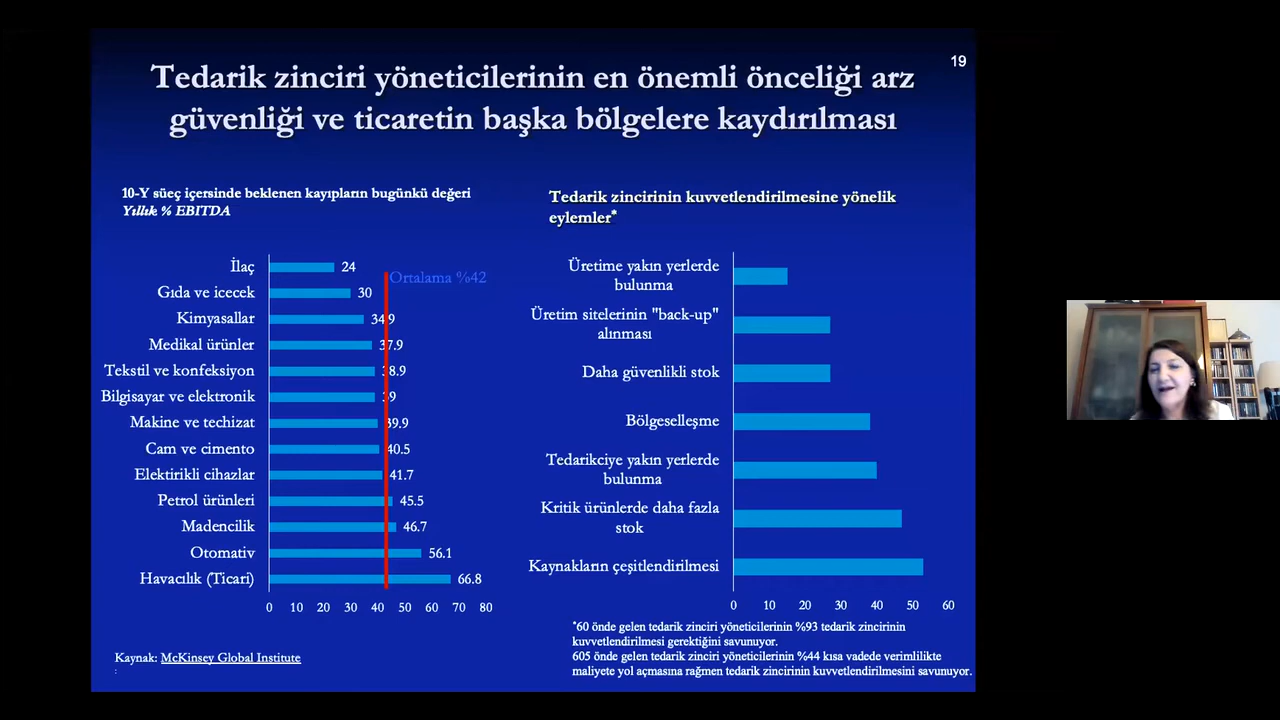 19
Tedarik zinciri yöneticilerinin en önemli önceliği arz
güvenliği ve ticaretin başka bölgelere kaydırılması
10-Y süeç içersinde beklenen kayıpların bugünkü değeri
Yıllık % EBITDA
Ortalama %42
İlaç 24
Gıda ve icecek 30
Kimyasallar 34.9
Medikal ürünler 37.9
Tekstil ve konfeksiyon 38.9
Bilgisayar ve elektronik 39
Makine ve techizat 39.9
Cam ve cimento 40.5
Elektirikli cihazlar 41.7
Petrol ürünleri 45.5
Madencilik 46.7
Otomativ 56.1
Havacılık (Ticari) 66.8
0 10 20 30 40 50 60 70 80
Kaynak: McKinsey Global Institute
:
Tedarik zincirinin kuvvetlendirilmesine yönelik
eylemler*
Üretime yakın yerlerde
bulunma
Üretim sitelerinin "back-up"
alınması
Daha güvenlikli stok
Bölgeselleşme
Tedarikciye yakın yerlerde
bulunma
Kritik ürünlerde daha fazla
stok
Kaynakların çeşitlendirilmesi
0 10 20 30 40 50 60
*60 önde gelen tedarik zinciri yöneticilerinin %93 tedarik zincirinin
kuvvetlendirilmesi gerektiğini savunuyor.
605 önde gelen tedarik zinciri yöneticilerinin %44 kısa vadede verimlilikte
maliyete yol açmasına rağmen tedarik zincirinin kuvvetlendirilmesini savunuyor.